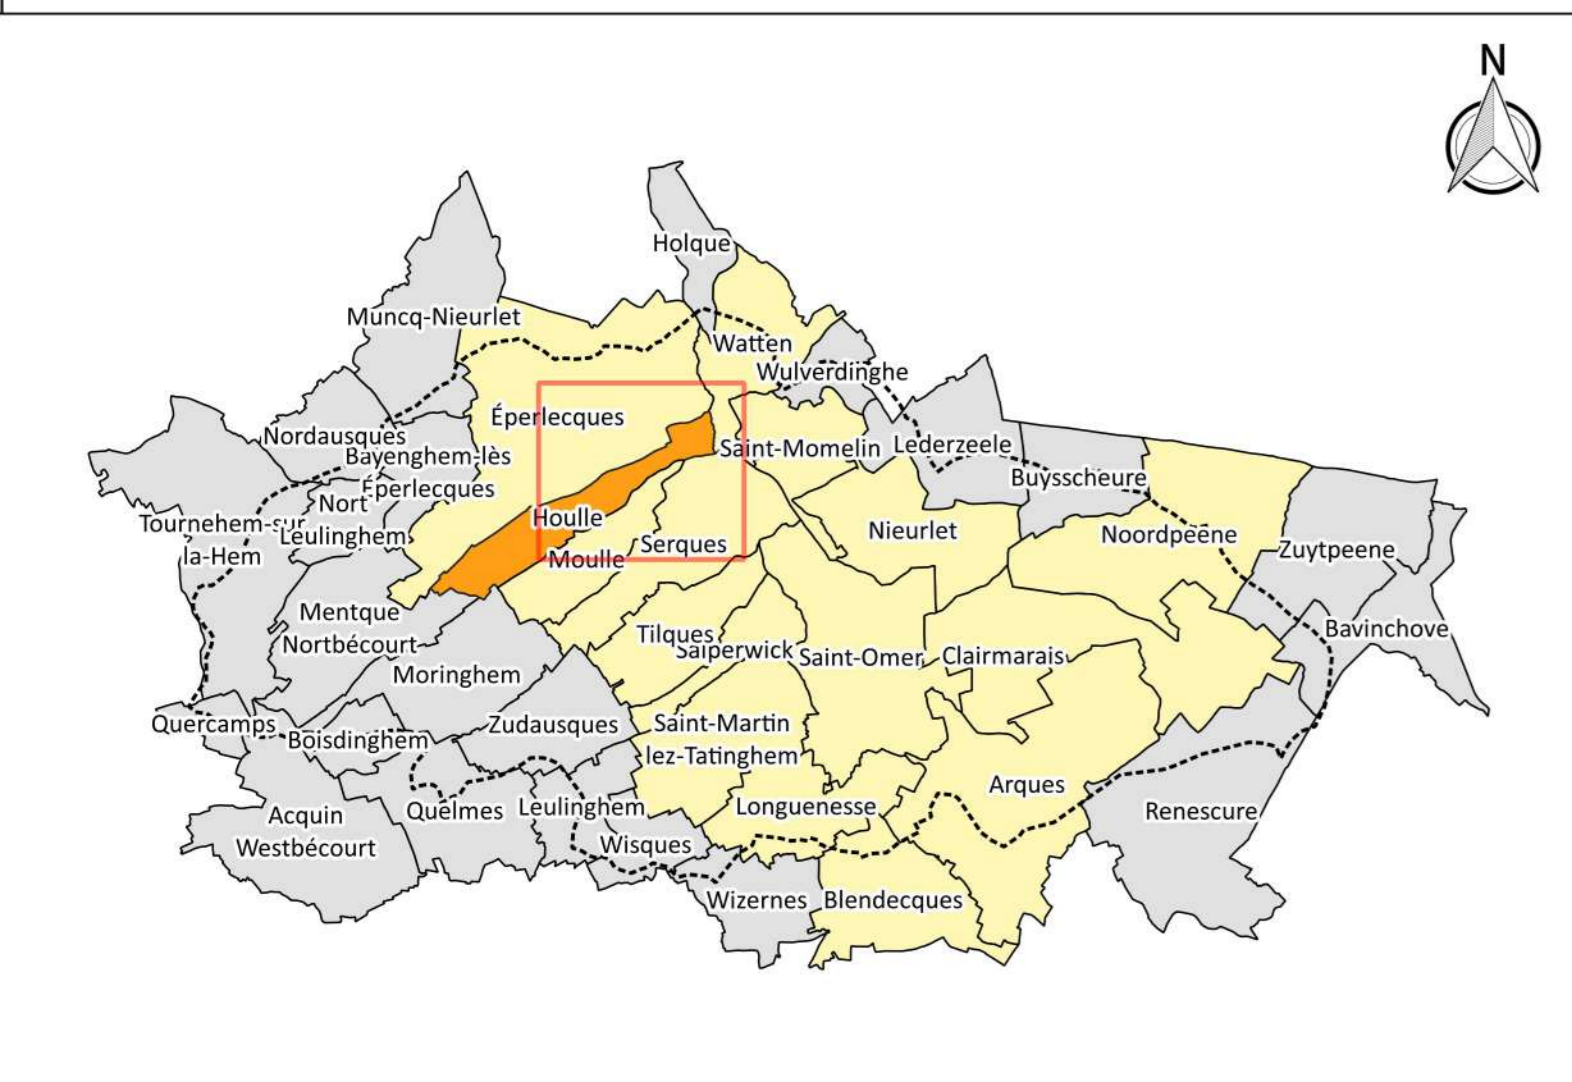 N
Holque
Muncq-Nieurlet
Watten
Wulverdinghe
Éperlecques
Nordausques
Bayenghem-lès
Éperlecques
Saint-Momelin
Lederzeele
Buysscheure
Nort
Leulinghem
Tournehem-sur
la-Hem
Houlle
Moulle
Serques
Nieurlet
Noordpeene
Zuytpeene
Mentque
Nortbécourt
Bavinchove
Tilques
Salperwick
Saint-Omer
Clairmarais
Moringhem
Quercamps
Boisdinghem
Zudausques
Saint-Martin
lez-Tatinghem
Arques
Acquin
Westbécourt
Quelmes
Leulinghem
Longuenesse
Renescure
Wisques
Wizernes
Blendecques